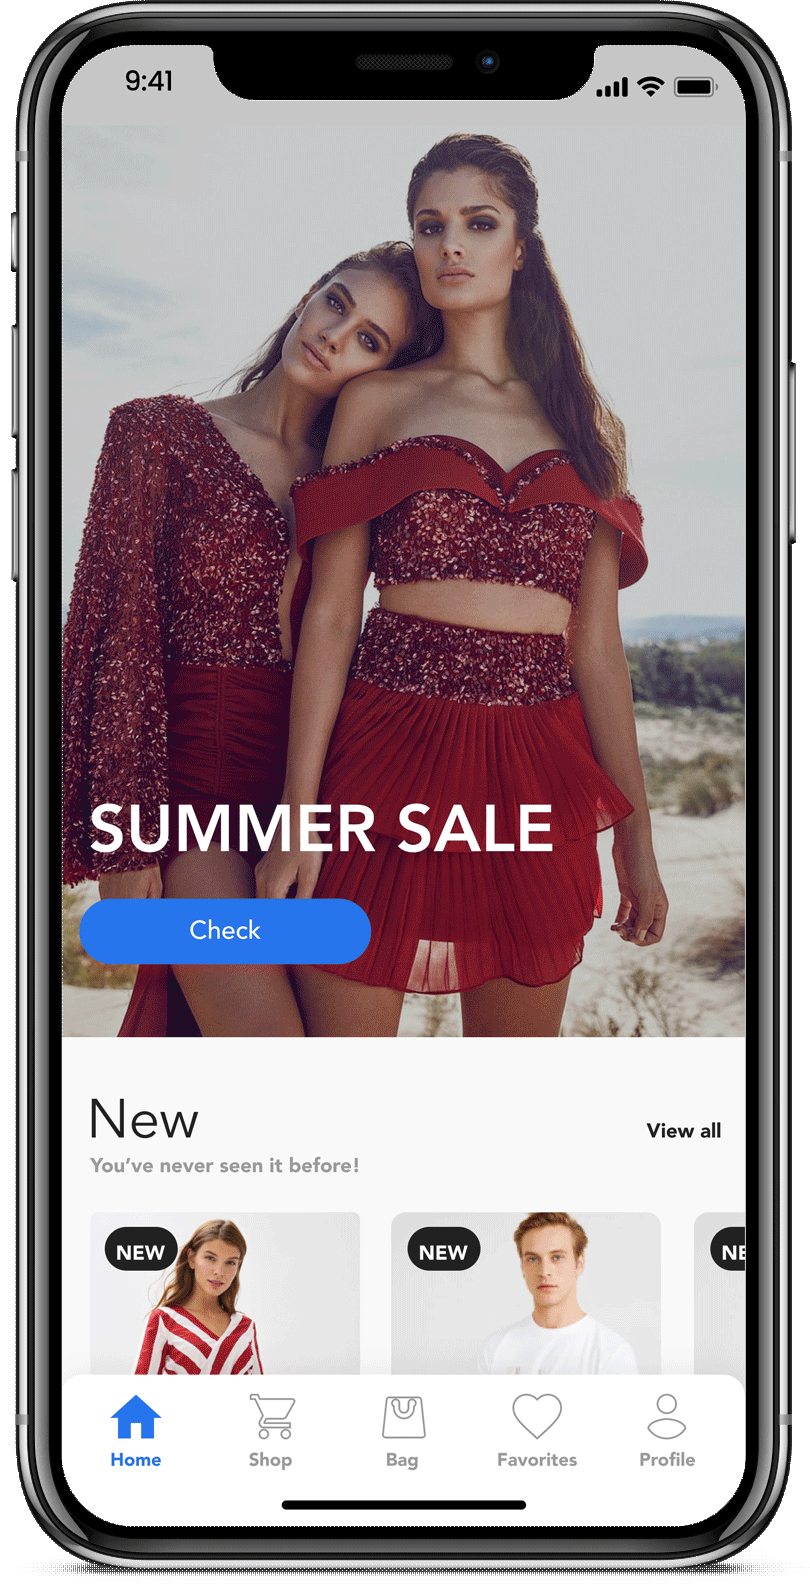 9:41
SUMMER SALE
Check
New
View all
You’ve never seen it before!
NEW
NEW
NE
Home
Shop
Bag
Favorites
Profile